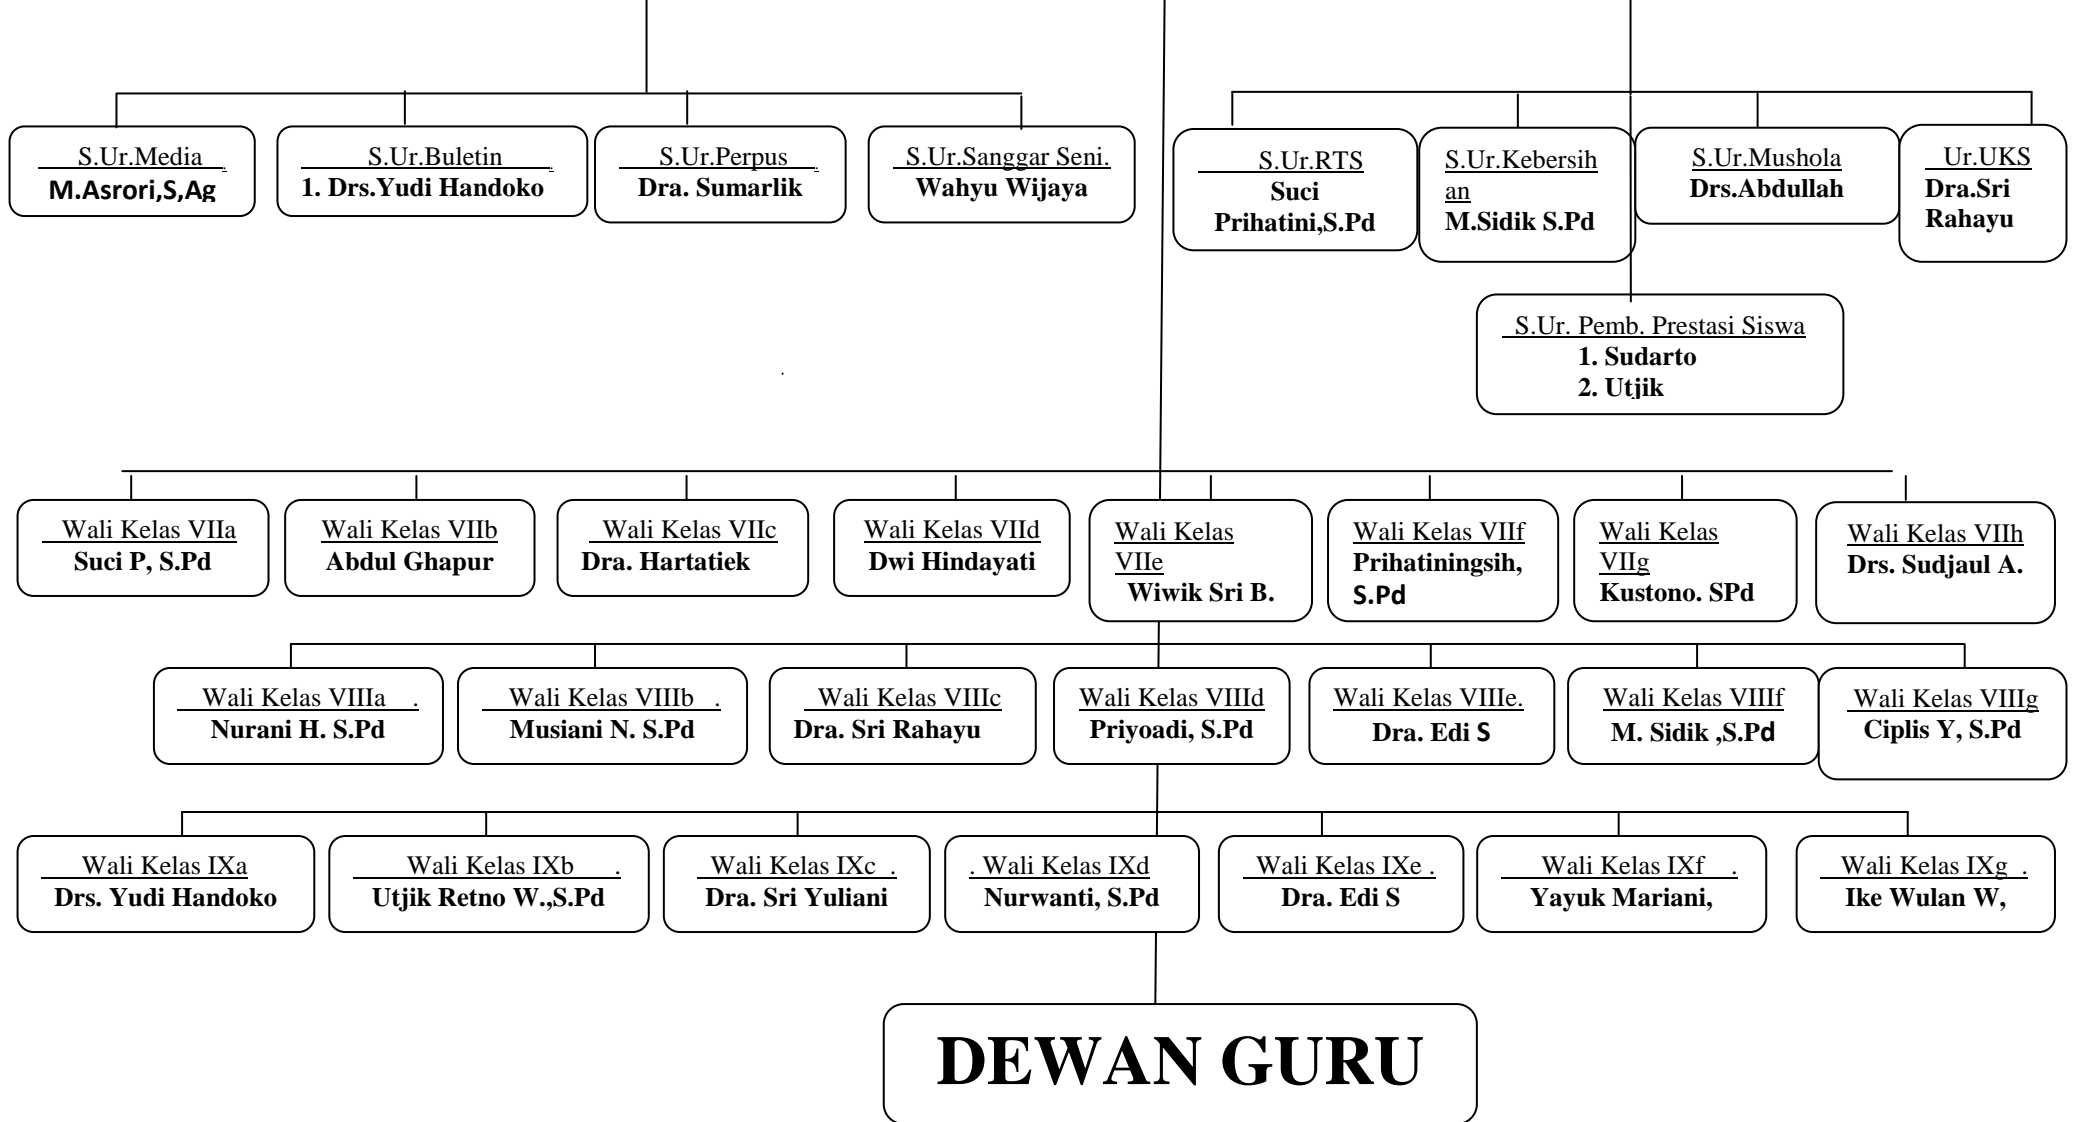 S.Ur.Media .
M.Asrori,S,Ag
S.Ur.Buletin .
1. Drs.Yudi Handoko
S.Ur.Perpus .
Dra. Sumarlik
S.Ur.Sanggar Seni.
Wahyu Wijaya
S.Ur.RTS
Suci
Prihatini,S.Pd
S.Ur.Kebersih
an
M.Sidik S.Pd
S.Ur.Mushola
Drs.Abdullah
Ur.UKS
Dra.Sri
Rahayu
S.Ur. Pemb. Prestasi Siswa
1. Sudarto
2. Utjik
.
Wali Kelas VIIa
Suci P, S.Pd
Wali Kelas VIIb
Abdul Ghapur
Wali Kelas VIIc
Dra. Hartatiek
Wali Kelas VIId
Dwi Hindayati
Wali Kelas
VIIe
Wiwik Sri B.
Wali Kelas VIIf
Prihatiningsih,
S.Pd
Wali Kelas
VIIg
Kustono. SPd
Wali Kelas VIIh
Drs. Sudjaul A.
Wali Kelas VIIIa .
Nurani H. S.Pd
Wali Kelas VIIIb .
Musiani N. S.Pd
Wali Kelas VIIIc
Dra. Sri Rahayu
Wali Kelas VIIId
Priyoadi, S.Pd
Wali Kelas VIIIe.
Dra. Edi S
Wali Kelas VIIIf
M. Sidik ,S.Pd
Wali Kelas VIIIg
Ciplis Y, S.Pd
Wali Kelas IXa
Drs. Yudi Handoko
Wali Kelas IXb .
Utjik Retno W.,S.Pd
Wali Kelas IXc .
Dra. Sri Yuliani
. Wali Kelas IXd
Nurwanti, S.Pd
Wali Kelas IXe .
Dra. Edi S
Wali Kelas IXf .
Yayuk Mariani,
Wali Kelas IXg .
Ike Wulan W,
DEWAN GURU